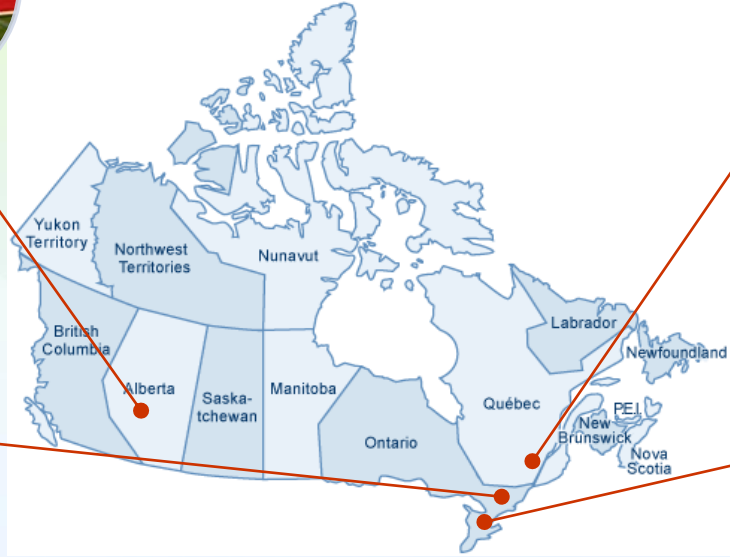 Yukon
Territory
Northwest
Territories
Nunavut
British
Columbia
Alberta
Saska-
tchewan
Manitoba
Ontario
Québec
Labrador
Newfoundland
P.E.I.
New
Brunswick
Nova
Scotia